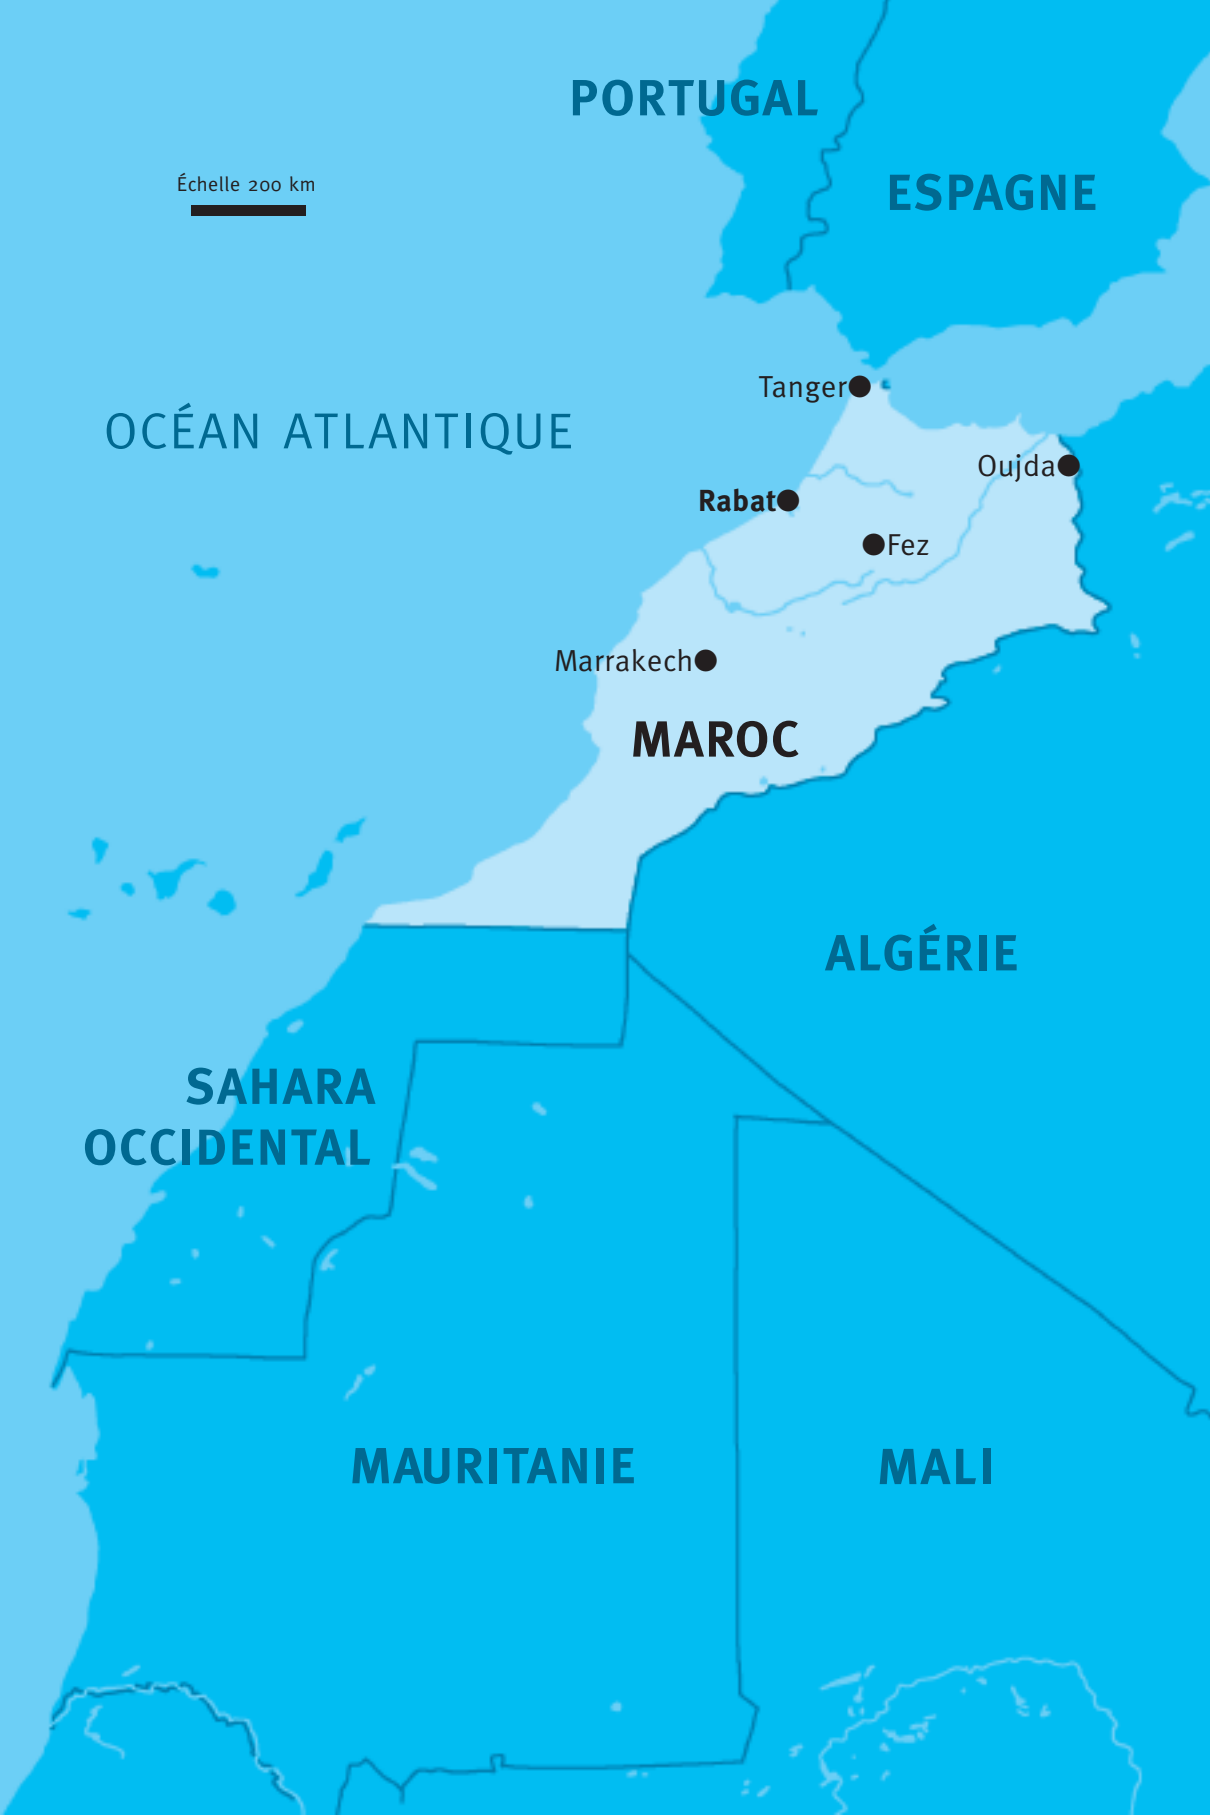 PORTUGAL
Échelle 200 km
ESPAGNE
Tanger
OCÉAN ATLANTIQUE
Oujda
Rabat
Fez
Marrakech
MAROC
ALGÉRIE
SAHARA
OCCIDENTAL
MAURITANIE
MALI